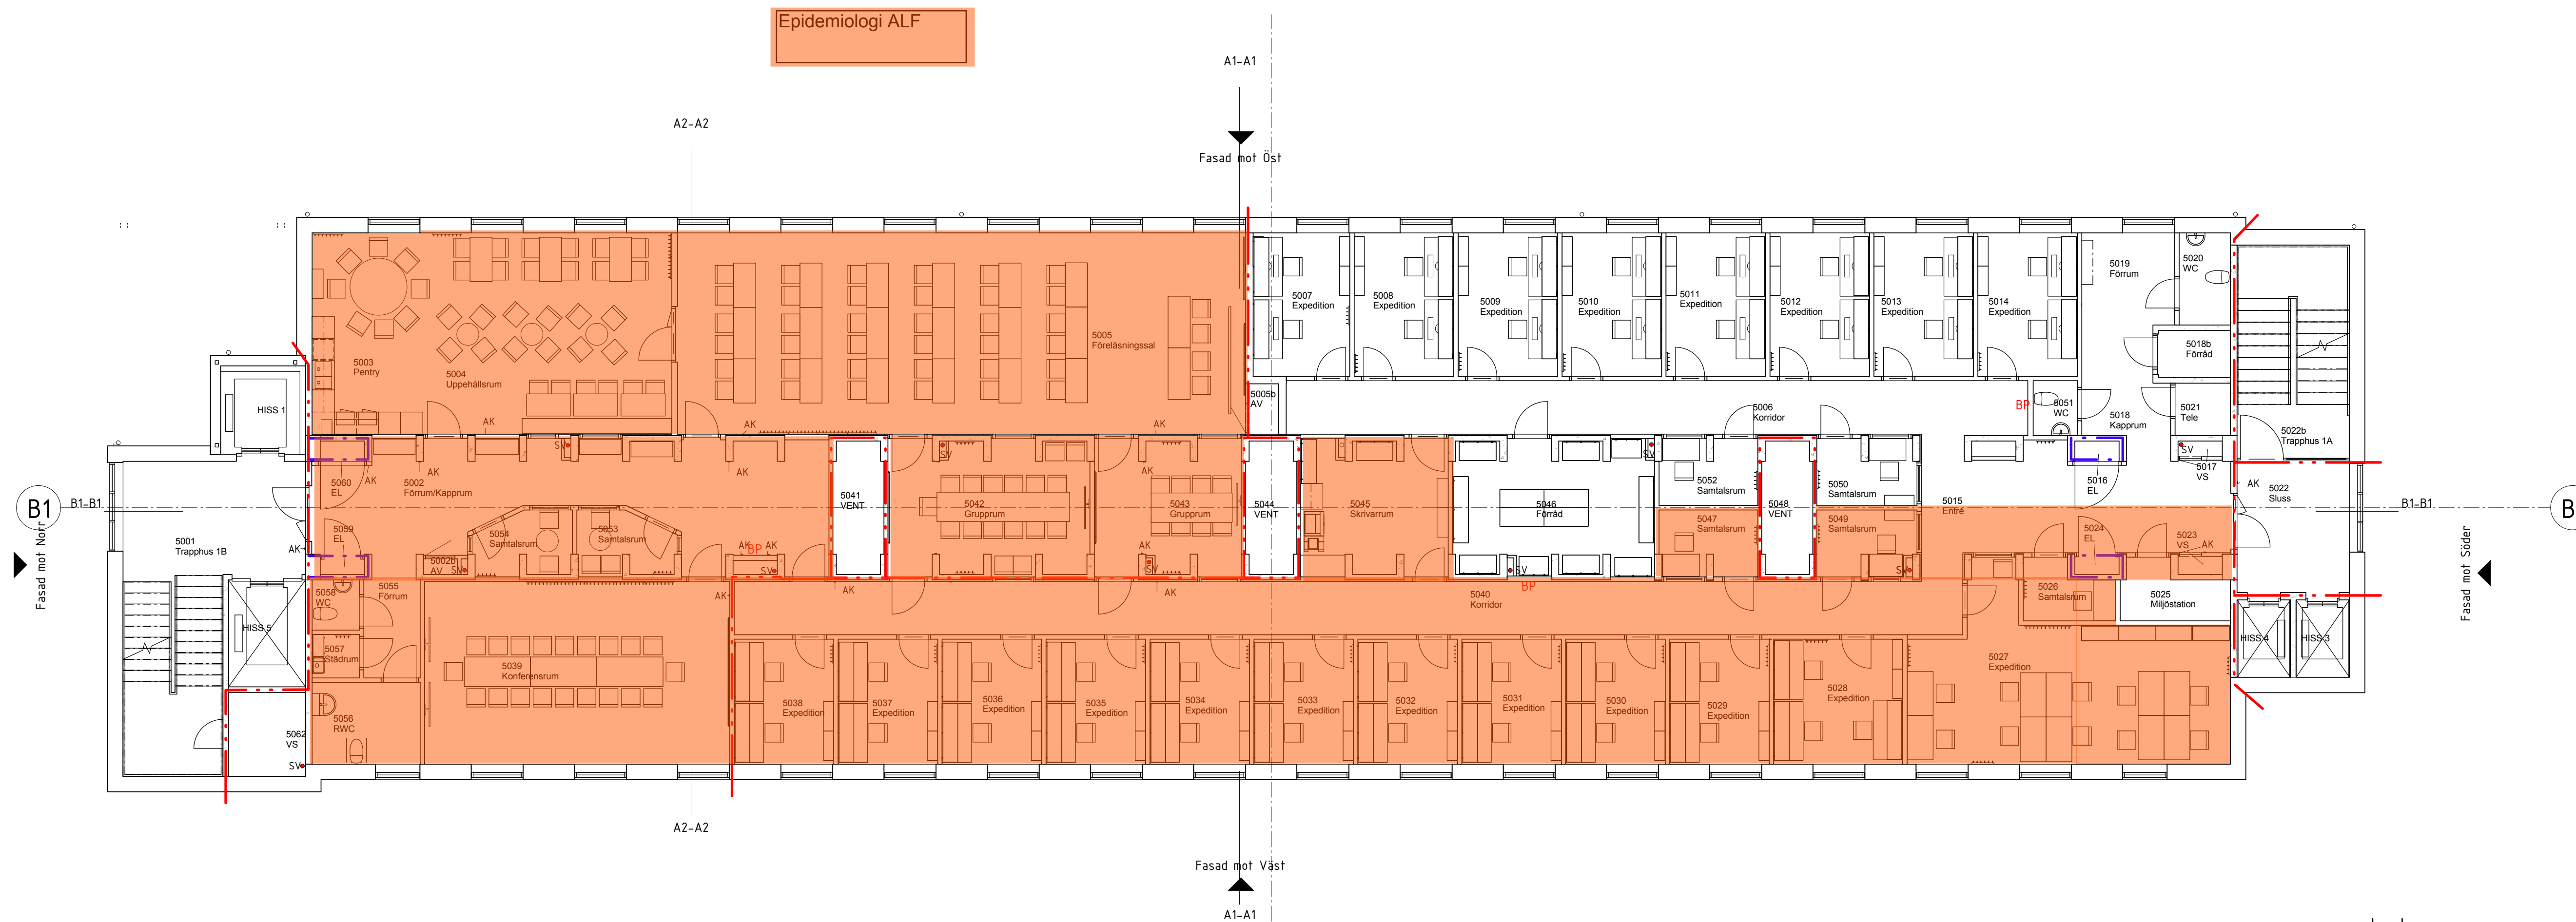 Epidemiologi ALF
A1-A1
A2-A2
Fasad mot Öst
5007
Expedition
5008
Expedition
5009
Expedition
5010
Expedition
5011
Expedition
5012
Expedition
5013
Expedition
5014
Expedition
5019
Förrum
5020
WC
5003
Pentry
5004
Uppehållsrum
5005
Föreläsningssal
5018b
Förråd
HISS 1
5005b
AV
5006
Korridor
BP
5051
WC
5018
Kapprum
5021
Tele
5022b
Trapphus 1A
AK
AK
AK
SV
SV
SV
SV
AK
AK
AK
AK
5060
EL
5002
Förrum/Kapprum
5041
VENT
5042
Grupprum
5043
Grupprum
5044
VENT
5045
Skrivarrum
5046
Förråd
5052
Samtalsrum
5048
VENT
5050
Samtalsrum
5015
Entré
5016
EL
5017
VS
AK
5022
Sluss
B1
B1-B1
B1-B1
B
Fasad mot Norr
Fasad mot Söder
5001
Trapphus 1B
AK
5059
EL
5054
Samtalsrum
5053
Samtalsrum
5002b
AV
SV
AK
AK
BP
SV
AK
SV
SV
5047
Samtalsrum
5049
Samtalsrum
SV
5024
EL
5023
VS
AK
5058
WC
5055
Förrum
AK
AK
AK
BP
5040
Korridor
5026
Samtalsrum
5025
Miljöstation
HISS 5
5057
Städrum
HISS 4
HISS 3
5039
Konferensrum
5038
Expedition
5037
Expedition
5036
Expedition
5035
Expedition
5034
Expedition
5033
Expedition
5032
Expedition
5031
Expedition
5030
Expedition
5029
Expedition
5028
Expedition
5027
Expedition
5056
RWC
5062
VS
SV
A2-A2
Fasad mot Väst
A1-A1